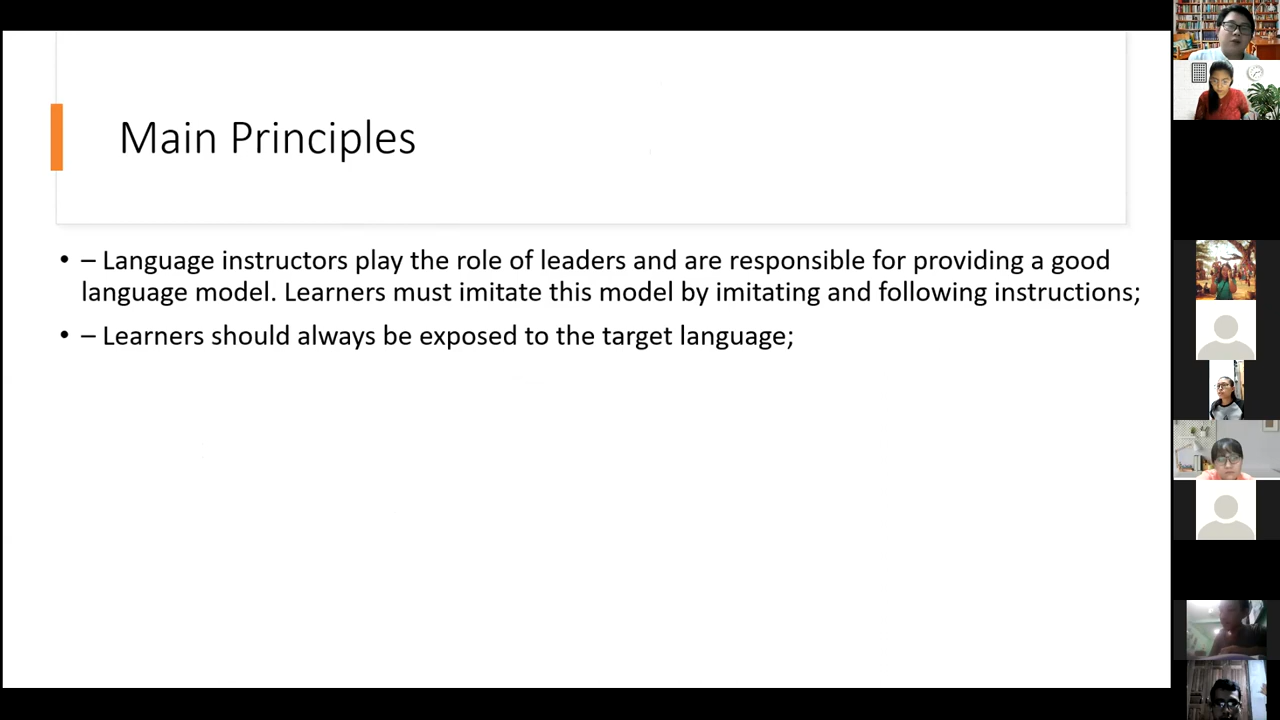 Main Principles
• – Language instructors play the role of leaders and are responsible for providing a good
language model. Learners must imitate this model by imitating and following instructions;
• – Learners should always be exposed to the target language;